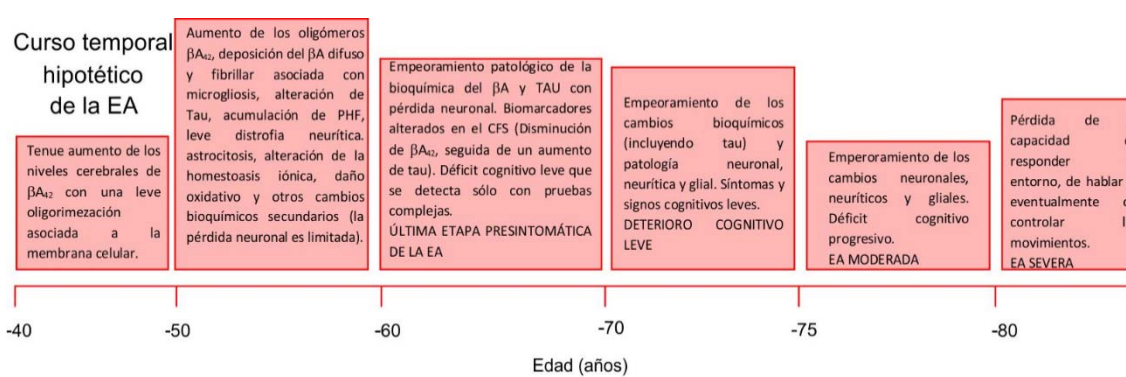 Curso temporal
hipotético
de la EA
Tenue aumento de los
niveles cerebrales de
βA₄₂ con una leve
oligorimezación
asociada a la
membrana celular.
Aumento de los oligómeros
βA₄₂, deposición del βA difuso
y fibrillar asociada con
microgliosis, alteración de
Tau, acumulación de PHF,
leve distrofia neurítica.
astrocitosis, alteración de la
homestoasis iónica, daño
oxidativo y otros cambios
bioquímicos secundarios (la
pérdida neuronal es limitada).
Empeoramiento patológico de la
bioquímica del βA y TAU con
pérdida neuronal. Biomarcadores
alterados en el CFS (Disminución
de βA₄₂, seguida de un aumento
de tau). Déficit cognitivo leve que
se detecta sólo con pruebas
complejas.
ÚLTIMA ETAPA PRESINTOMÁTICA
DE LA EA
Empeoramiento de los
cambios bioquímicos
(incluyendo tau) y
patología neuronal,
neurítica y glial. Síntomas y
signos cognitivos leves.
DETERIORO COGNITIVO
LEVE
Emperoramiento de los
cambios neuronales,
neuríticos y gliales.
Déficit cognitivo
progresivo.
EA MODERADA
Pérdida de
capacidad
responder
entorno, de hablar
eventualmente
controlar
movimientos.
EA SEVERA
-40 -50 -60 -70 -75 -80
Edad (años)